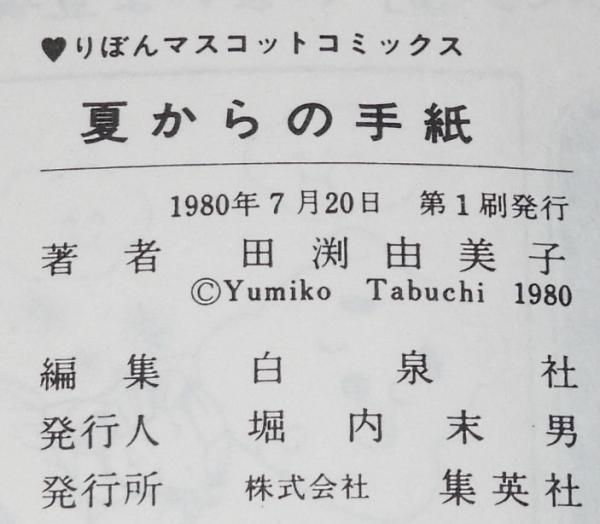 ♥りぼんマスコットコミックス
夏からの手紙
1980年7月20日 第1刷発行
著者 田渕由美子
©Yumiko Tabuchi 1980
編集 白泉社
発行人 堀内末男
発行所 株式会社 集英社